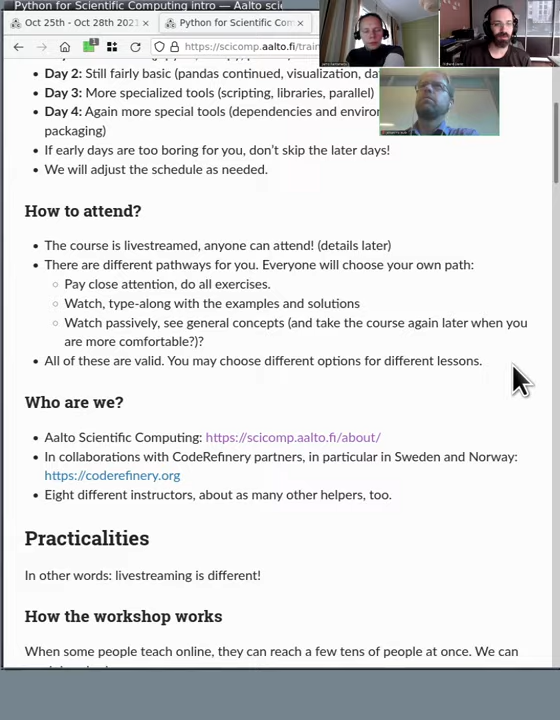 Python for Scientific Computing intro — Aalto sci
Oct 25th - Oct 28th 2021
Python for Scientific Com
https://scicomp.aalto.fi/train
Day 2: Still fairly basic (pandas continued, visualization, da
Day 3: More specialized tools (scripting, libraries, parallel)
Day 4: Again more special tools (dependencies and enviror
packaging)
If early days are too boring for you, don't skip the later days!
We will adjust the schedule as needed.
How to attend?
The course is livestreamed, anyone can attend! (details later)
There are different pathways for you. Everyone will choose your own path:
Pay close attention, do all exercises.
Watch, type-along with the examples and solutions
Watch passively, see general concepts (and take the course again later when you
are more comfortable?)?
All of these are valid. You may choose different options for different lessons.
Who are we?
Aalto Scientific Computing: https://scicomp.aalto.fi/about/
In collaborations with CodeRefinery partners, in particular in Sweden and Norway:
https://coderefinery.org
Eight different instructors, about as many other helpers, too.
Practicalities
In other words: livestreaming is different!
How the workshop works
When some people teach online, they can reach a few tens of people at once. We can